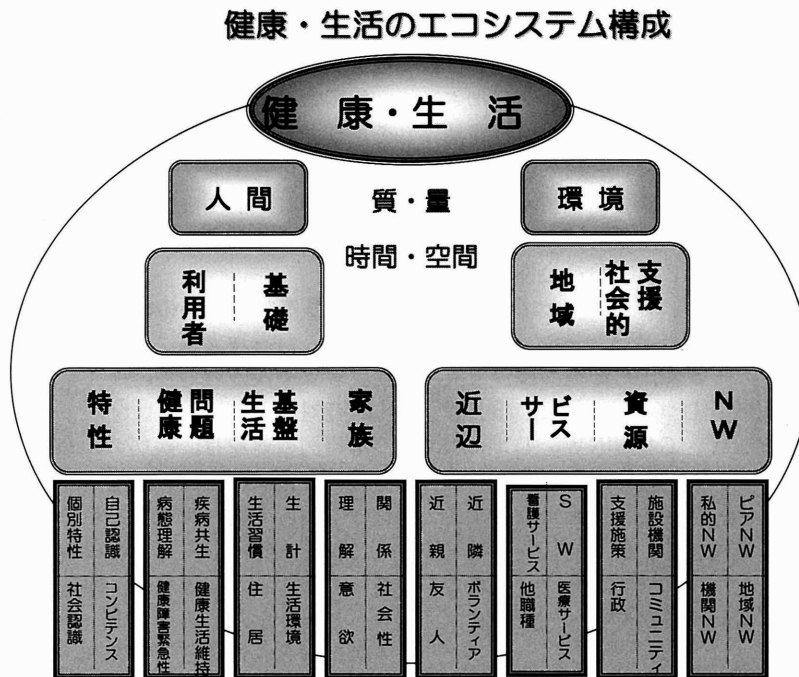 健康・生活のエコシステム構成
健康・生活
人間
質・量
環境
時間・空間
利用者
基礎
地域
社会的
支援
特性
健康
問題
生活
基盤
家族
近辺
サー
ビス
資源
NW
個別特性
自己認識
社会認識
コンピテンス
病態理解
疾病共生
健康障害緊急性
健康生活維持
生活習慣
生計
住居
生活環境
理解
関係
意欲
社会性
近親
近隣
友人
ボランティア
看護サービス
SW
他職種
医療サービス
支援施策
施設機関
行政
コミュニティ
私的NW
ピアNW
機関NW
地域NW